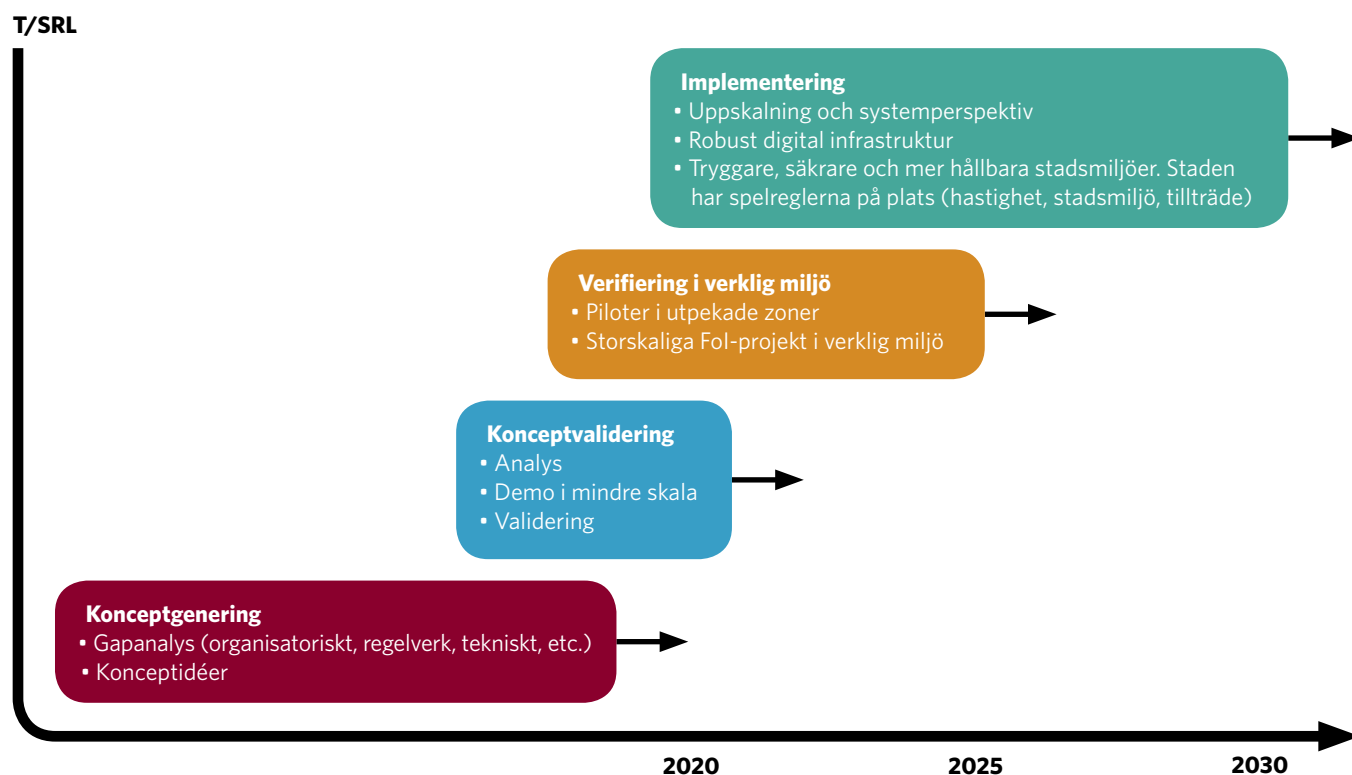 T/SRL
Implementering
• Uppskalning och systemperspektiv
• Robust digital infrastruktur
• Tryggare, säkrare och mer hållbara stadsmiljöer. Staden
har spelreglerna på plats (hastighet, stadsmiljö, tillträde)
Verifiering i verklig miljö
• Piloter i utpekade zoner
• Storskaliga FoI-projekt i verklig miljö
Konceptvalidering
• Analys
• Demo i mindre skala
• Validering
Konceptgenering
• Gapanalys (organisatoriskt, regelverk, tekniskt, etc.)
• Konceptidéer
2020 2025 2030